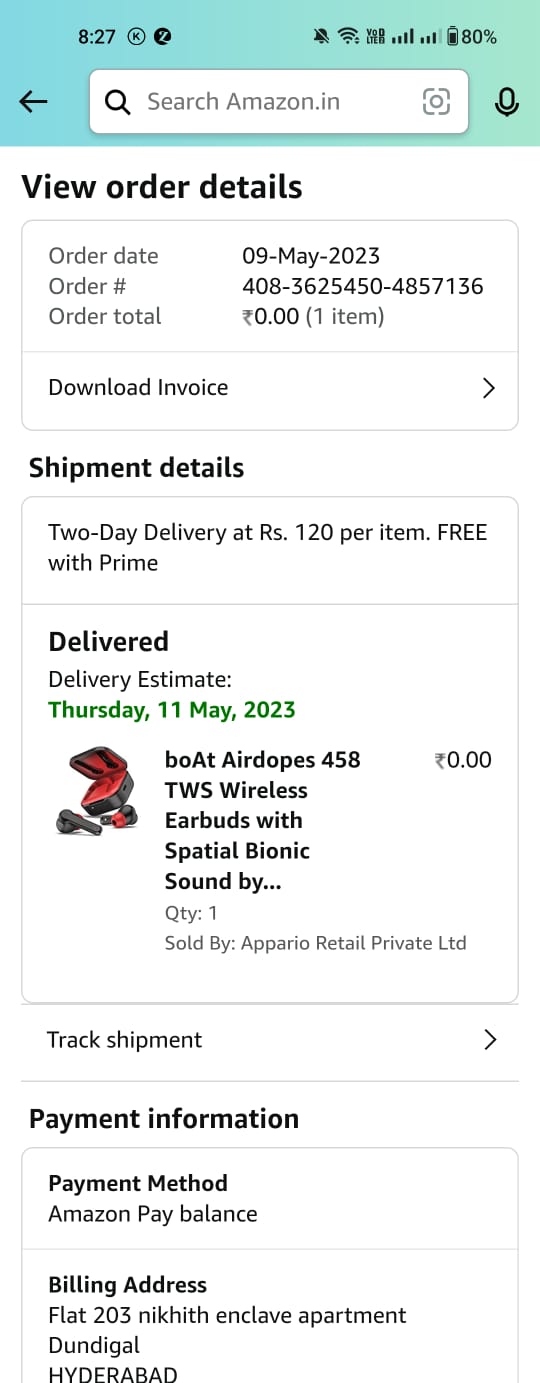 8:27
80%
Search Amazon.in
View order details
Order date 09-May-2023
Order # 408-3625450-4857136
Order total ₹0.00 (1 item)
Download Invoice
Shipment details
Two-Day Delivery at Rs. 120 per item. FREE
with Prime
Delivered
Delivery Estimate:
Thursday, 11 May, 2023
boAt Airdopes 458 ₹0.00
TWS Wireless
Earbuds with
Spatial Bionic
Sound by...
Qty: 1
Sold By: Appario Retail Private Ltd
Track shipment
Payment information
Payment Method
Amazon Pay balance
Billing Address
Flat 203 nikhith enclave apartment
Dundigal
HYDERABAD